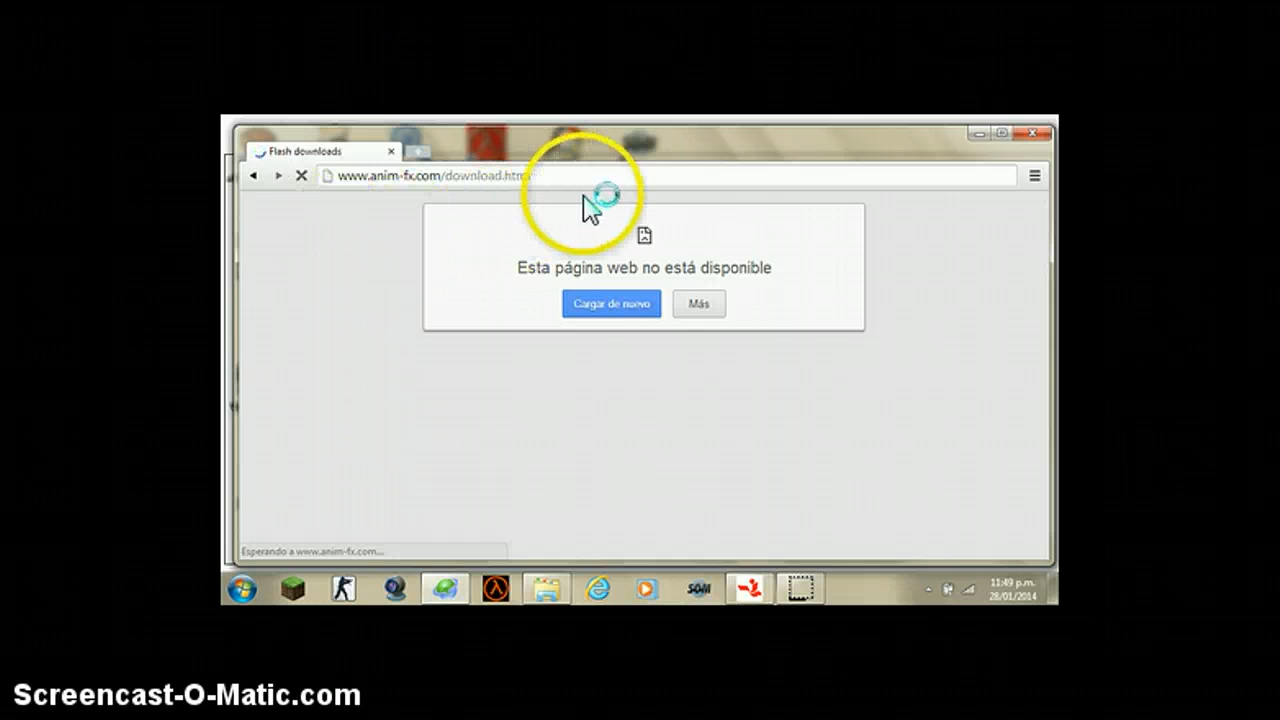 Flash downloads
www.anim-fx.com/download.htm
Esta página web no está disponible
Cargar de nuevo
Más
Esperando a www.anim-fx.com...
SOM
11:49 p.m.
28/01/2014
Screencast-O-Matic.com